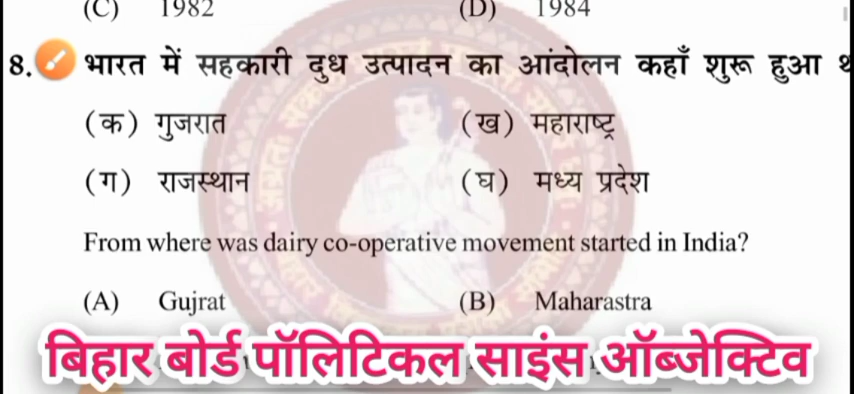 (C) 1982 (D) 1984
8. भारत में सहकारी दुध उत्पादन का आंदोलन कहाँ शुरू हुआ
(क) गुजरात (ख) महाराष्ट्र
(ग) राजस्थान (घ) मध्य प्रदेश
From where was dairy co-operative movement started in India?
(A) Gujrat (B) Maharastra
बिहार बोर्ड पॉलिटिकल साइंस ऑब्जेक्टिव